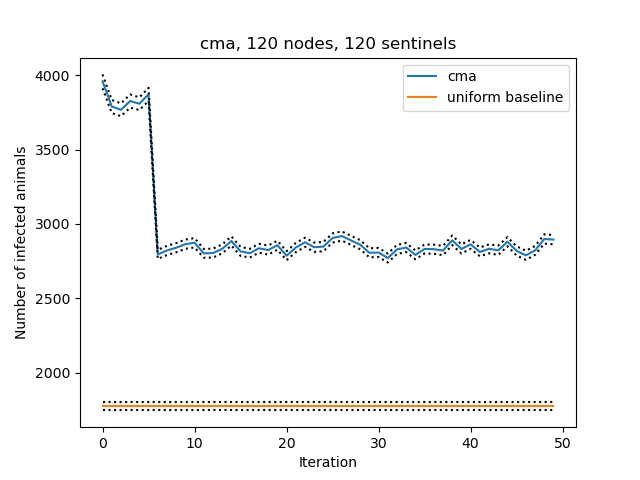 cma, 120 nodes, 120 sentinels
cma
uniform baseline
Number of infected animals
4000
3500
3000
2500
2000
0
10
20
30
40
50
Iteration